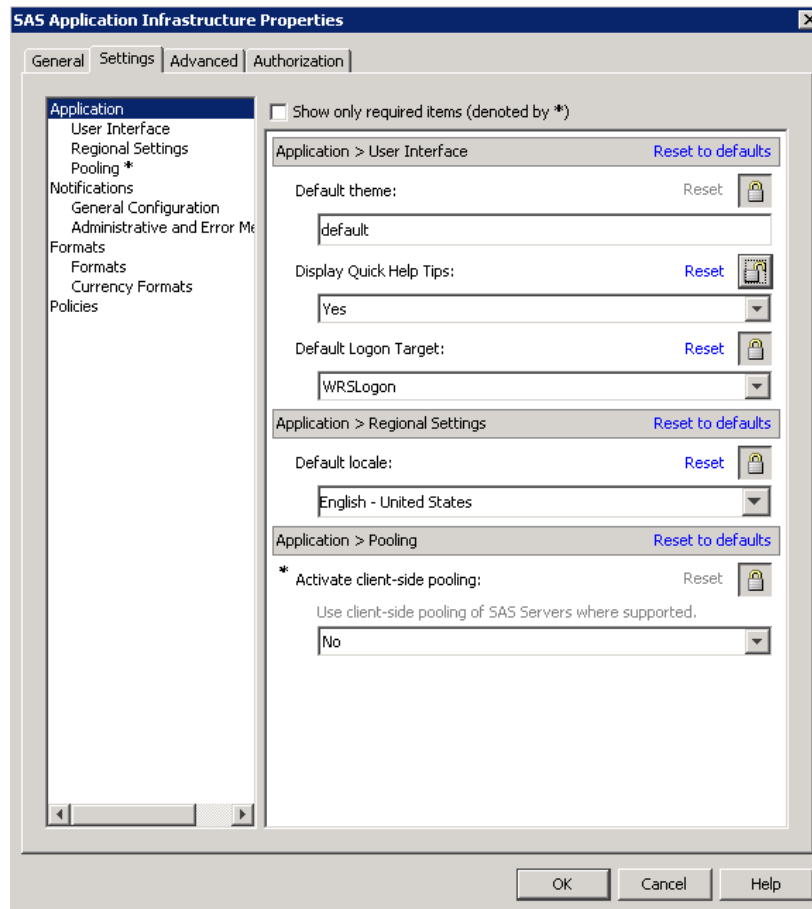 SAS Application Infrastructure Properties
General Settings Advanced Authorization
Application
User Interface
Regional Settings
Pooling *
Notifications
General Configuration
Administrative and Error Me
Formats
Formats
Currency Formats
Policies
Show only required items (denoted by *)
Application > User Interface Reset to defaults
Default theme: Reset
default
Display Quick Help Tips: Reset
Yes
Default Logon Target: Reset
WRSLogon
Application > Regional Settings Reset to defaults
Default locale: Reset
English - United States
Application > Pooling Reset to defaults
* Activate client-side pooling: Reset
Use client-side pooling of SAS Servers where supported.
No
OK Cancel Help